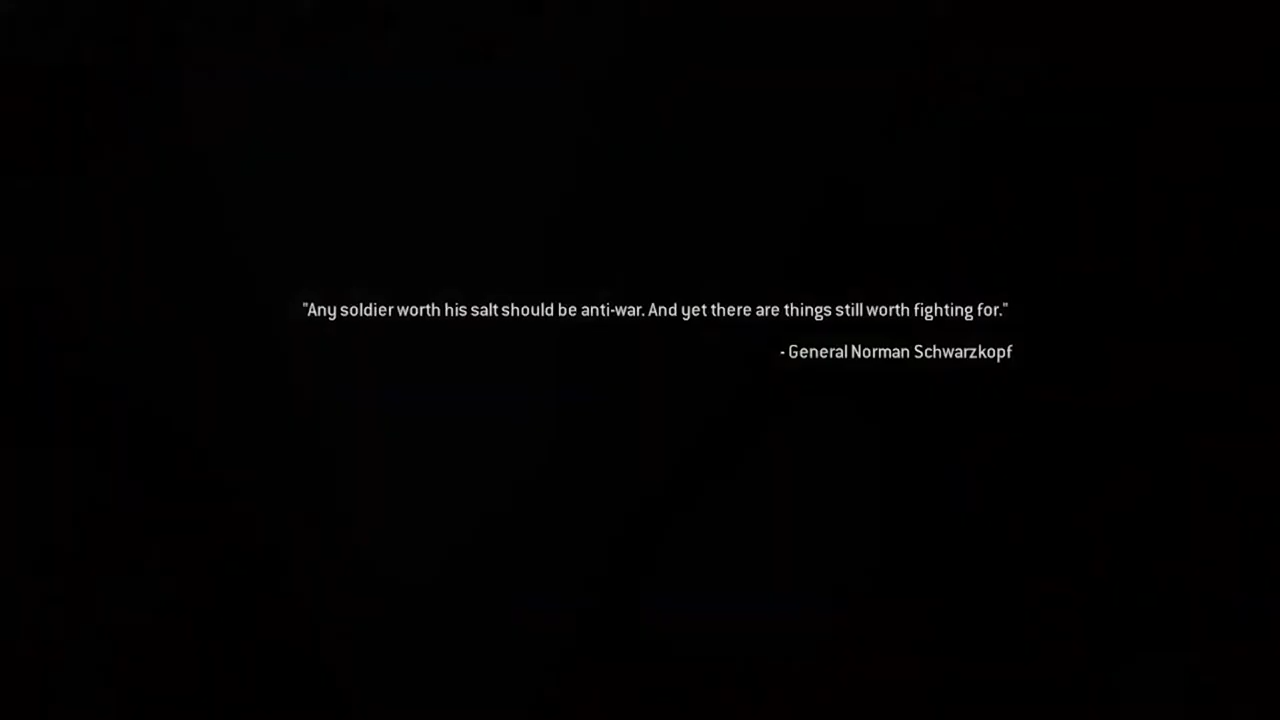 "Any soldier worth his salt should be anti-war. And yet there are things still worth fighting for."
- General Norman Schwarzkopf